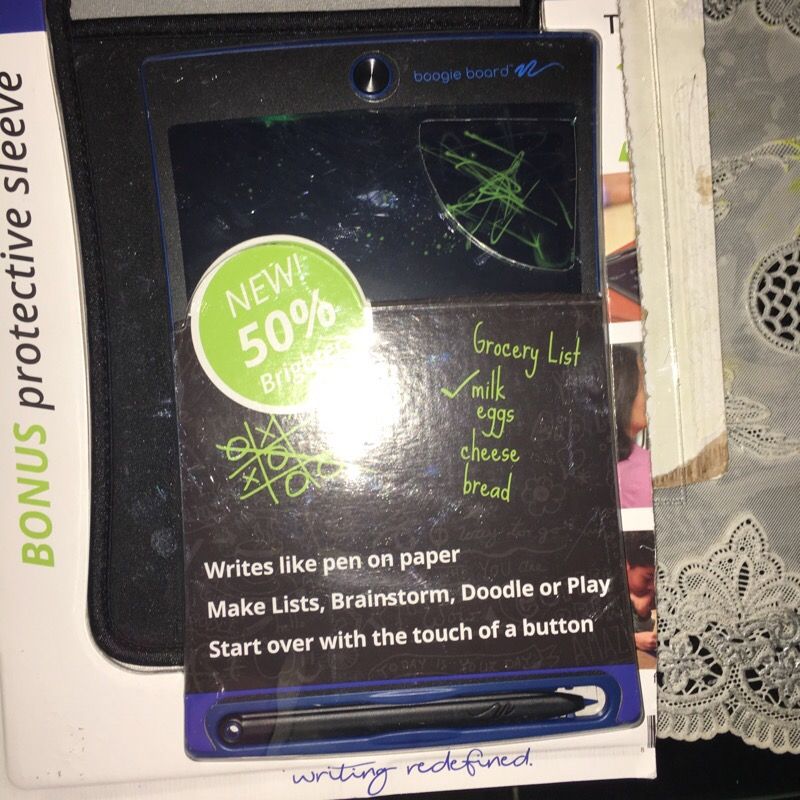 BONUS protective sleeve
boogie board™
NEW!
50%
Grocery List
milk
eggs
cheese
bread
Writes like pen on paper
Make Lists, Brainstorm, Doodle or Play
Start over with the touch of a button
writing redefined.